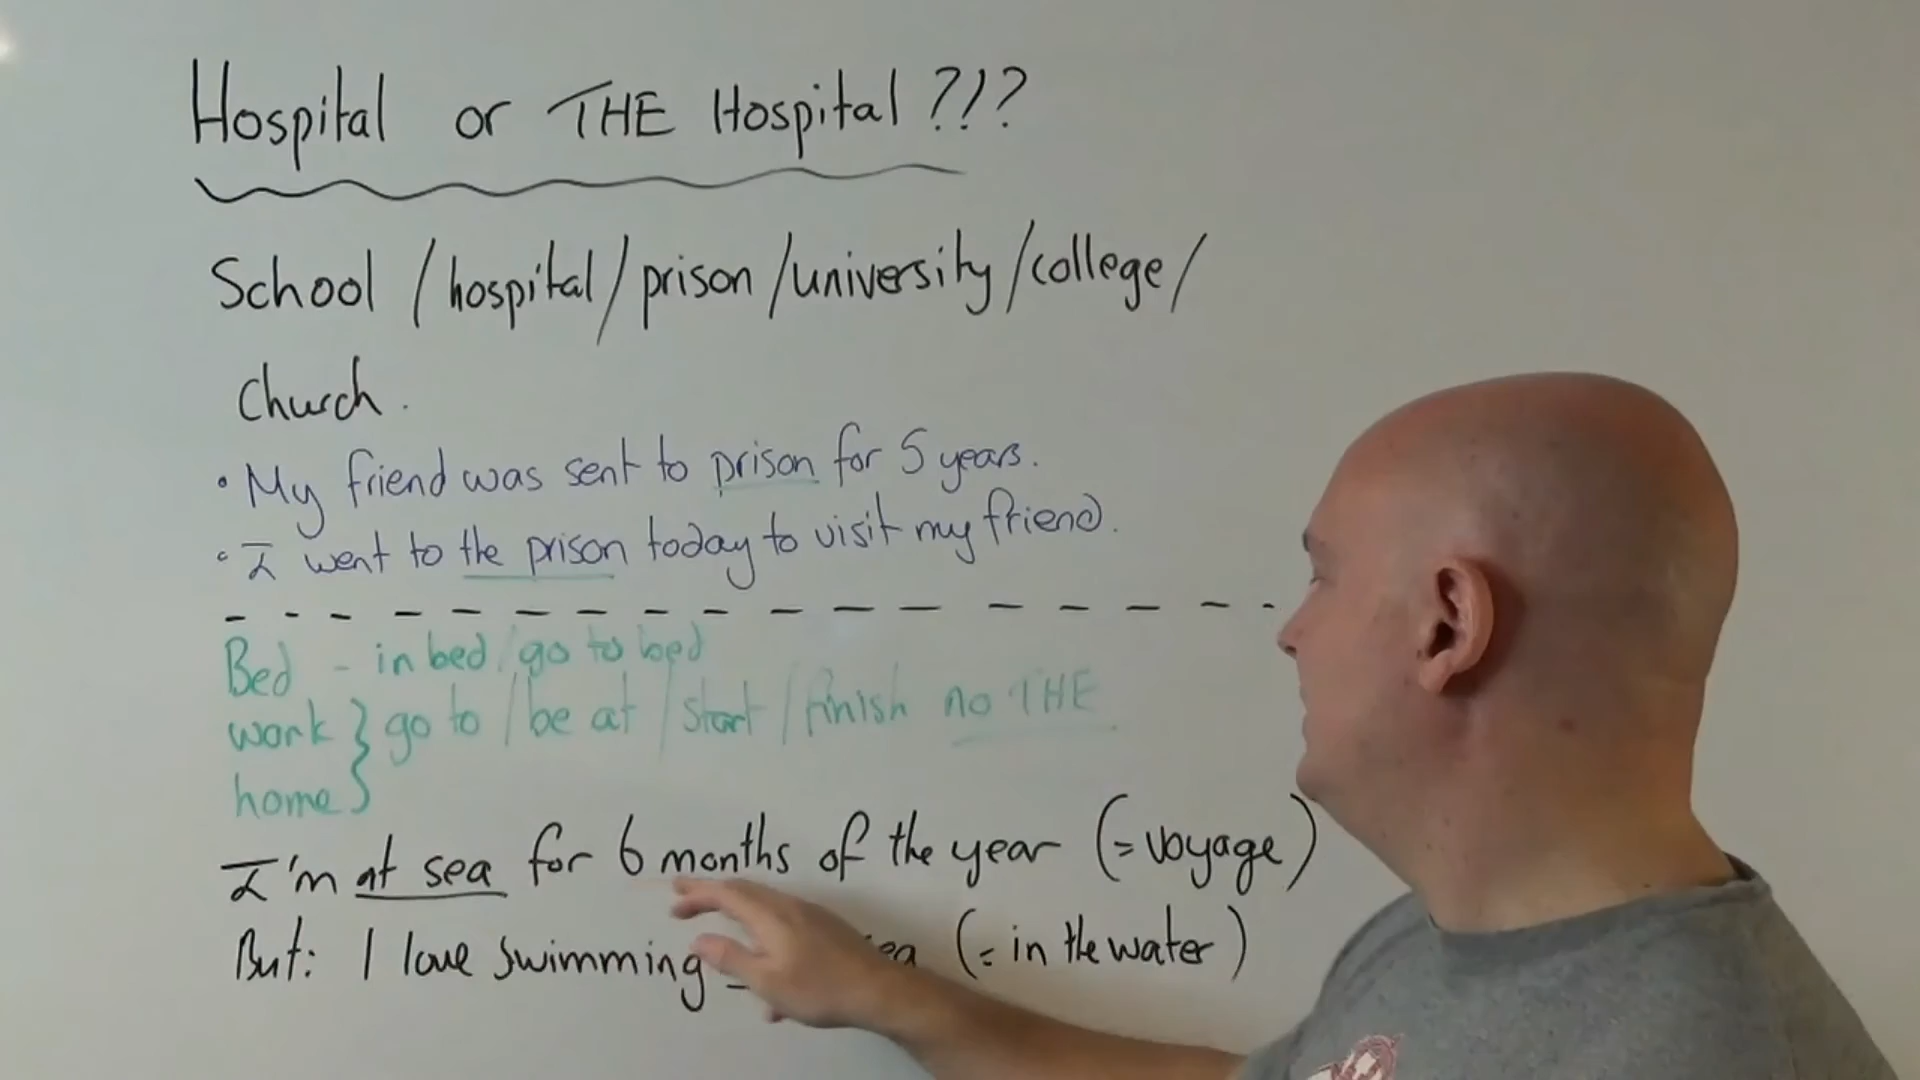 Hospital or THE Hospital ?!?
School / hospital / prison / university / college /
Church.
• My friend was sent to prison for 5 years.
• I went to the prison today to visit my friend.
Bed - in bed / go to bed
work } go to / be at / start / finish no THE
home }
I'm at sea for 6 months of the year (= voyage)
But: I love swimming (= in the water)